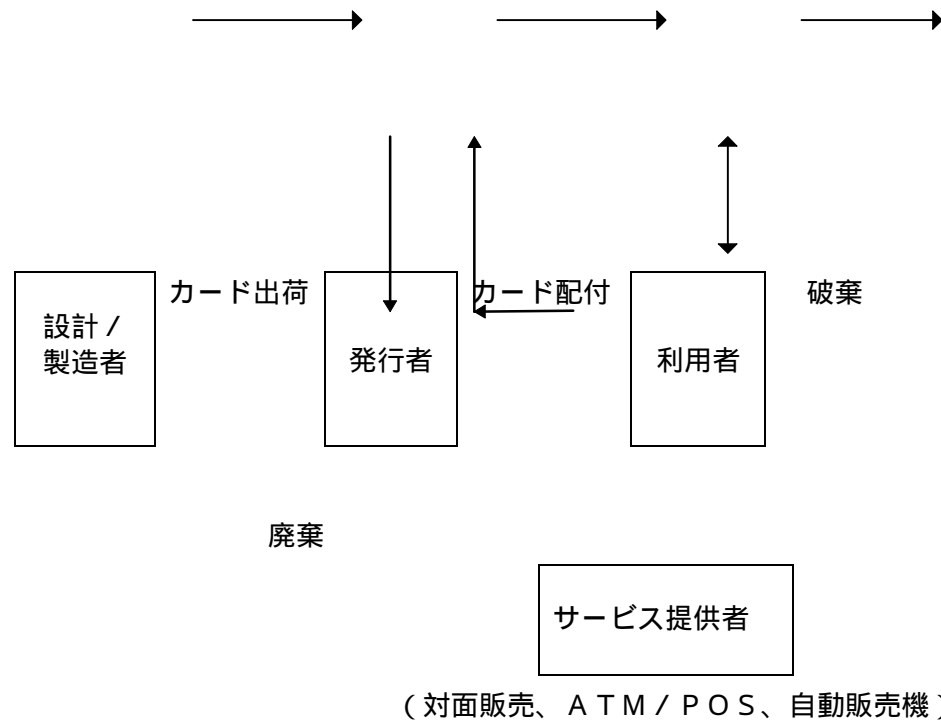 カード出荷
カード配付
破棄
設計／
製造者
発行者
利用者
廃棄
サービス提供者
（対面販売、ＡＴＭ／ＰＯＳ、自動販売機）